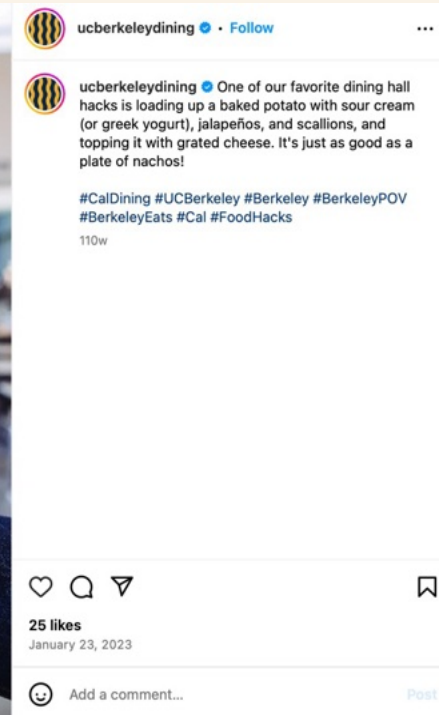 ucberkeleydining • Follow
ucberkeleydining One of our favorite dining hall
hacks is loading up a baked potato with sour cream
(or greek yogurt), jalapeños, and scallions, and
topping it with grated cheese. It's just as good as a
plate of nachos!
#CalDining #UCBerkeley #Berkeley #BerkeleyPOV
#BerkeleyEats #Cal #FoodHacks
110w
25 likes
January 23, 2023
Add a comment...
Post